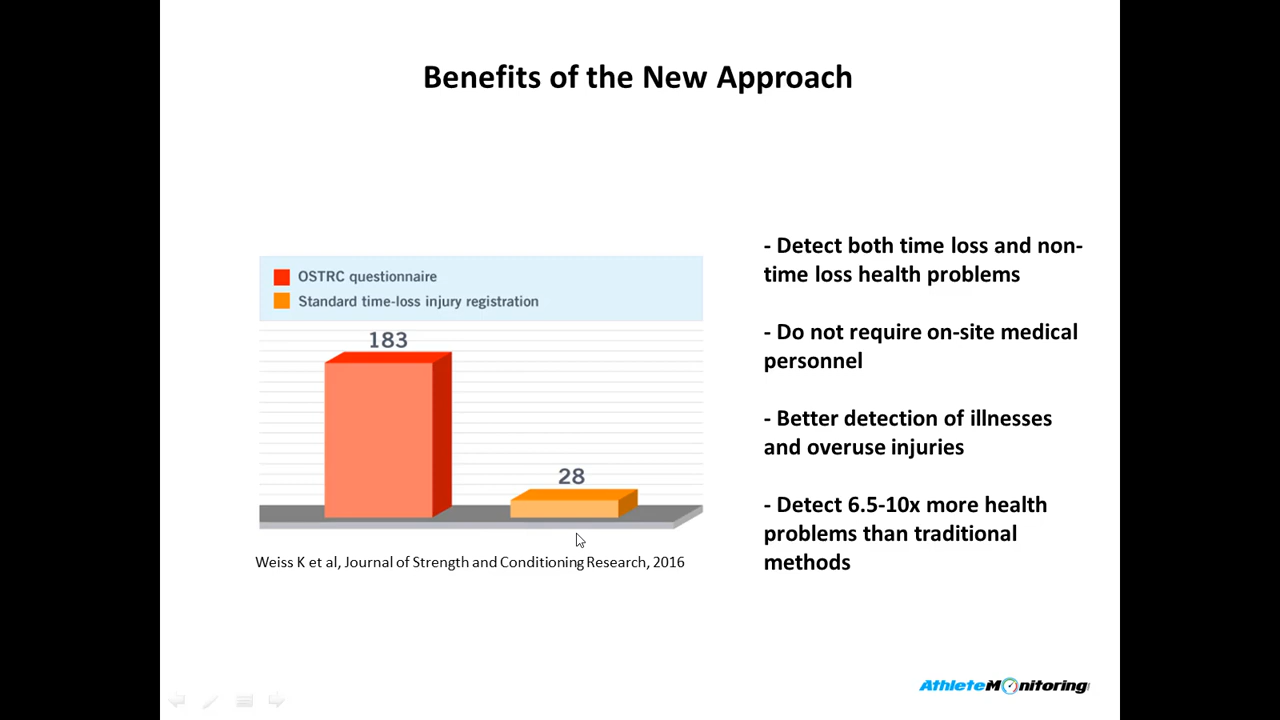 Benefits of the New Approach
OSTRC questionnaire
Standard time-loss injury registration
183
28
Weiss K et al, Journal of Strength and Conditioning Research, 2016
- Detect both time loss and non-
time loss health problems
- Do not require on-site medical
personnel
- Better detection of illnesses
and overuse injuries
- Detect 6.5-10x more health
problems than traditional
methods
AthleteMonitoring